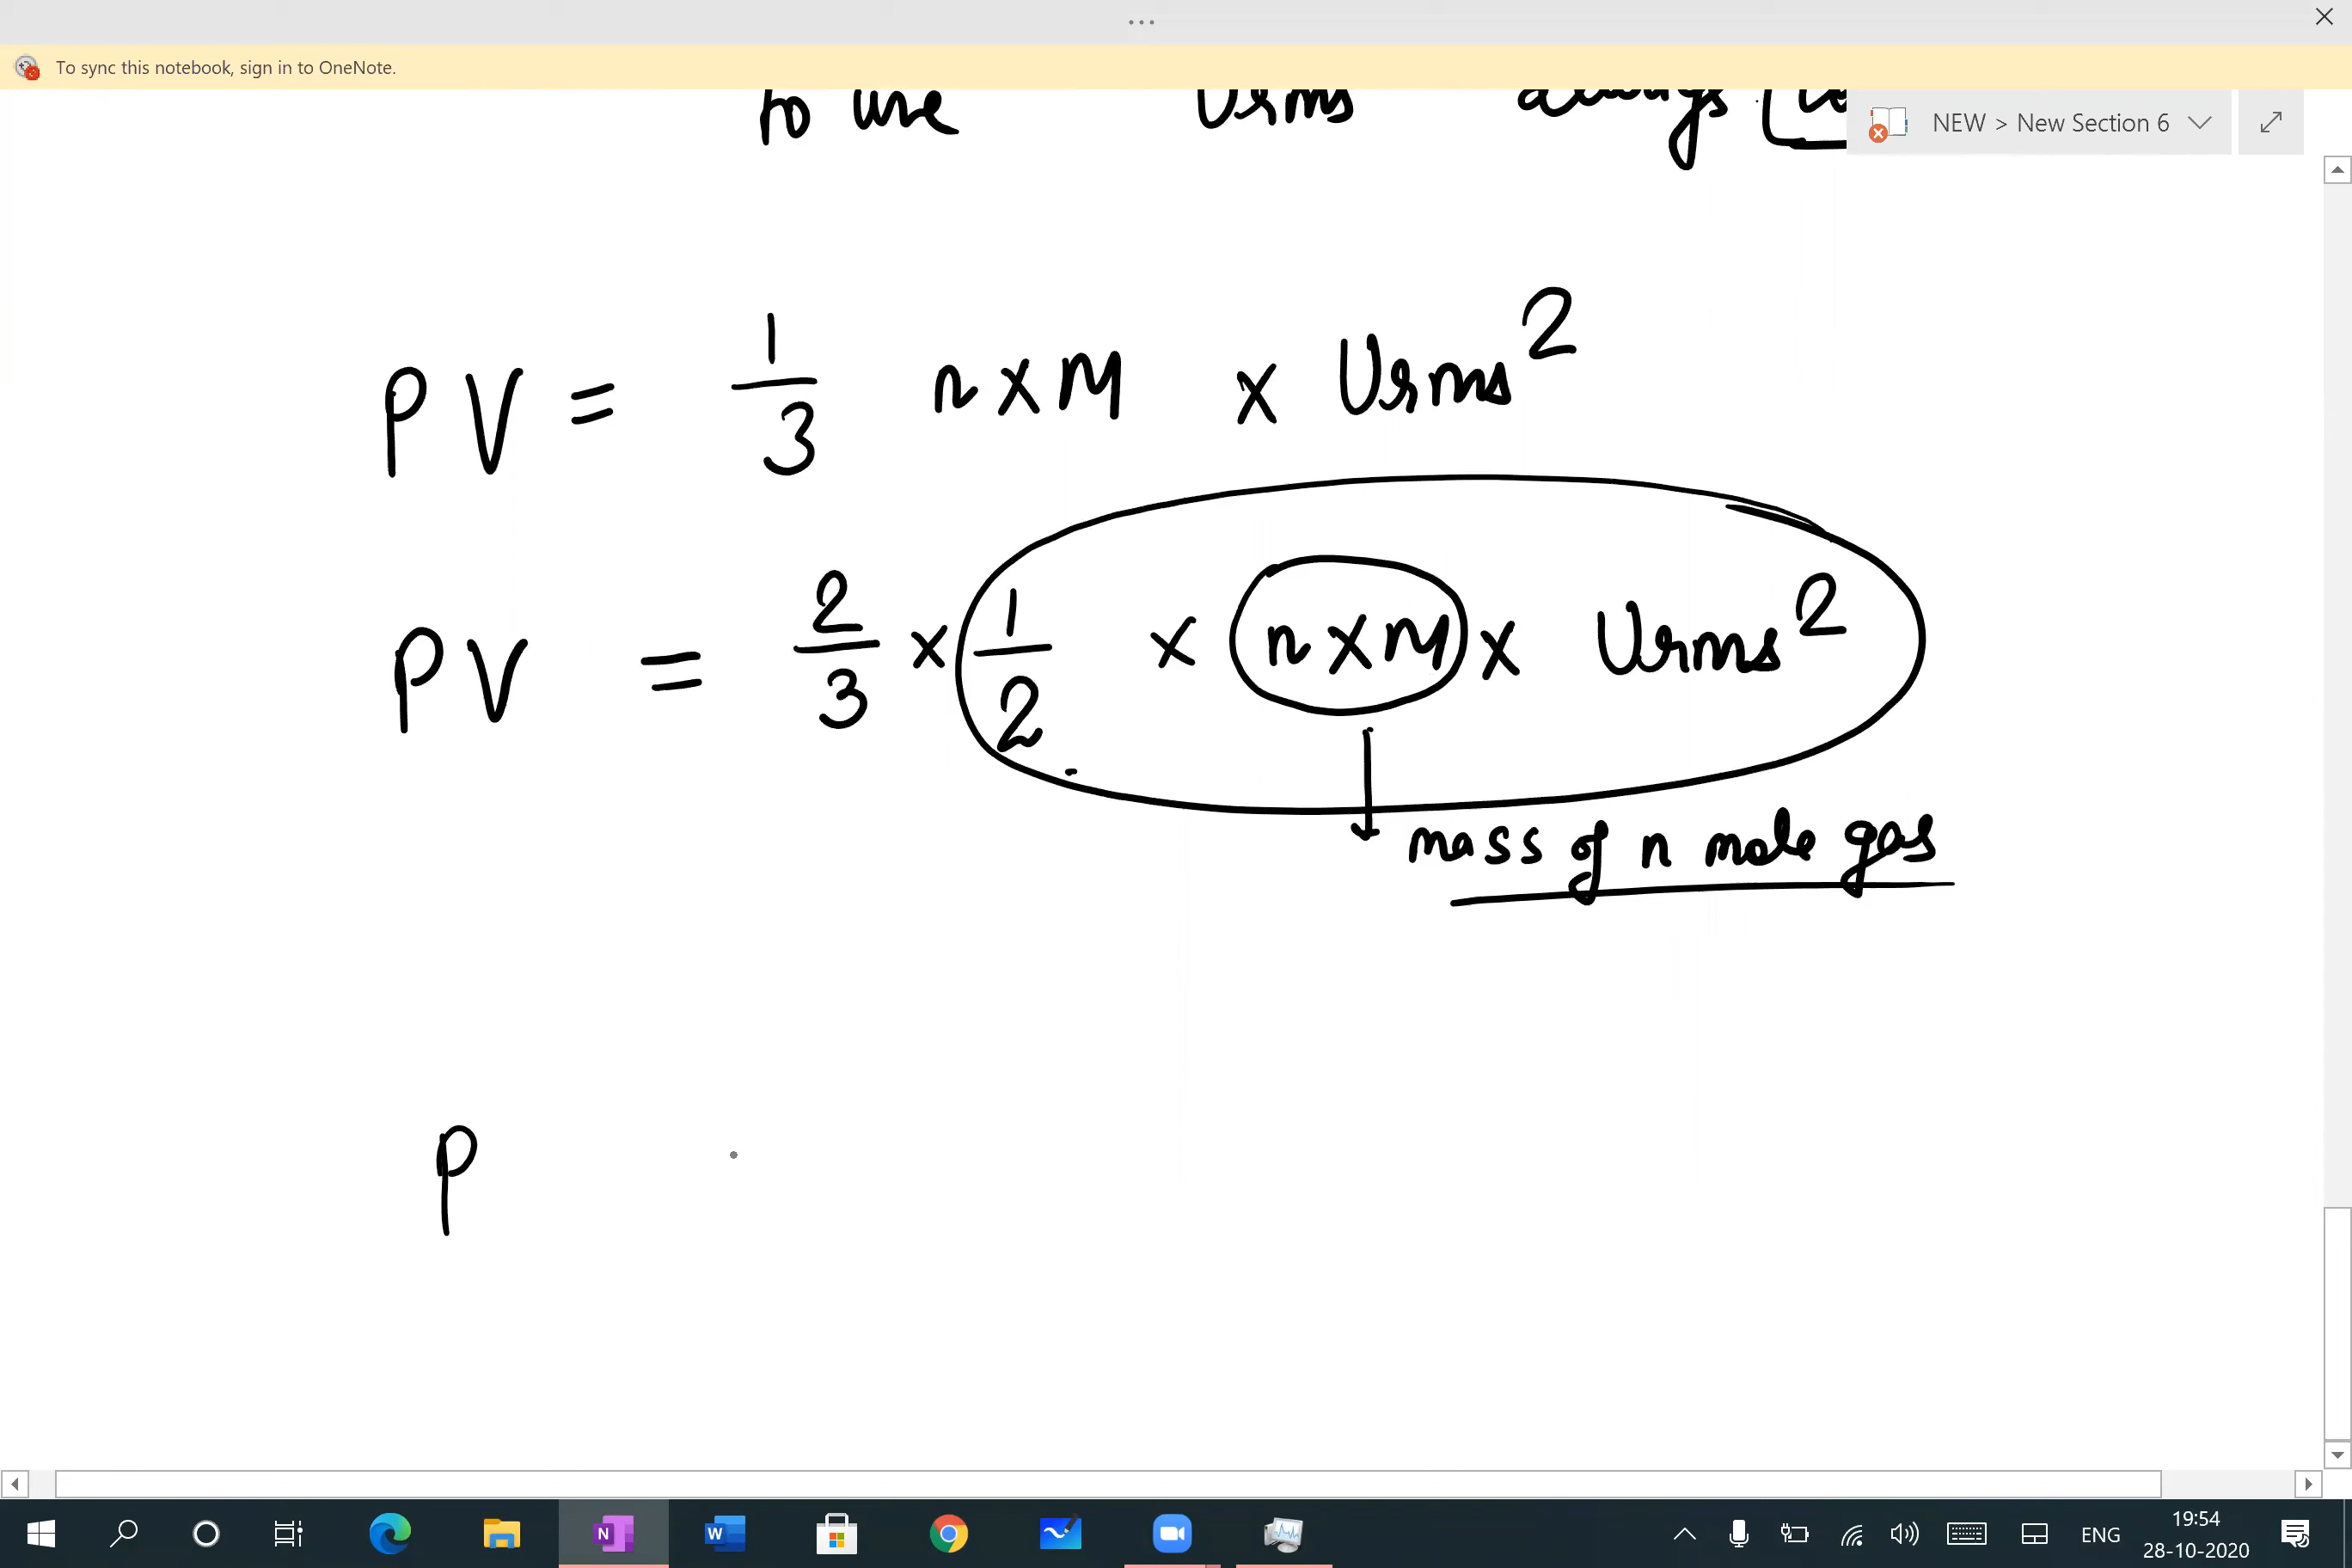 To sync this notebook, sign in to OneNote.
to use Urms always
NEW > New Section 6
PV = 1/3 n×M × Urms²
PV = 2/3 × 1/2 × n×M × Urms²
mass of n mole gas
P
N
W
ENG
19:54
28-10-2020